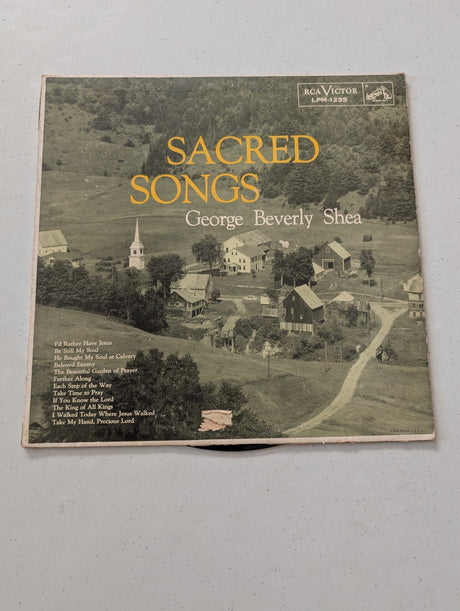 RCA VICTOR
LPM-1235
SACRED
SONGS
George Beverly Shea
I'd Rather Have Jesus
Be Still My Soul
He Bought My Soul at Calvary
Beloved Enemy
The Beautiful Garden of Prayer
Farther Along
Each Step of the Way
Take Time to Pray
If You Know the Lord
The King of All Kings
I Walked Today Where Jesus Walked
Take My Hand, Precious Lord